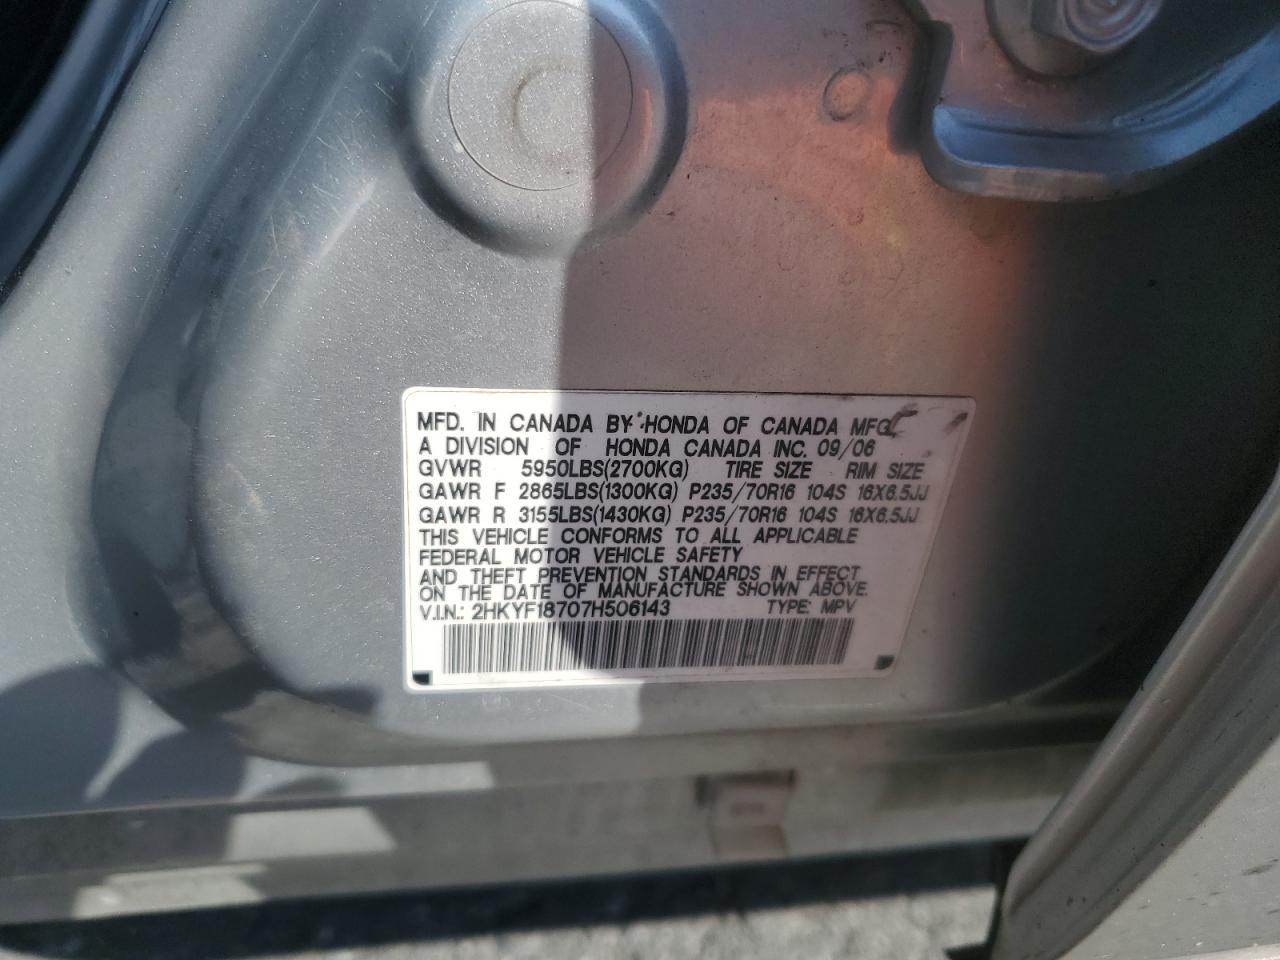 MFD. IN CANADA BY HONDA OF CANADA MFG.
A DIVISION OF HONDA CANADA INC. 09/06
GVWR 5950LBS(2700KG) TIRE SIZE RIM SIZE
GAWR F 2865LBS(1300KG) P235/70R16 104S 16X6.5JJ
GAWR R 3155LBS(1430KG) P235/70R16 104S 16X6.5JJ
THIS VEHICLE CONFORMS TO ALL APPLICABLE
FEDERAL MOTOR VEHICLE SAFETY
AND THEFT PREVENTION STANDARDS IN EFFECT
ON THE DATE OF MANUFACTURE SHOWN ABOVE.
V.I.N.: 2HKYF18707H506143 TYPE: MPV